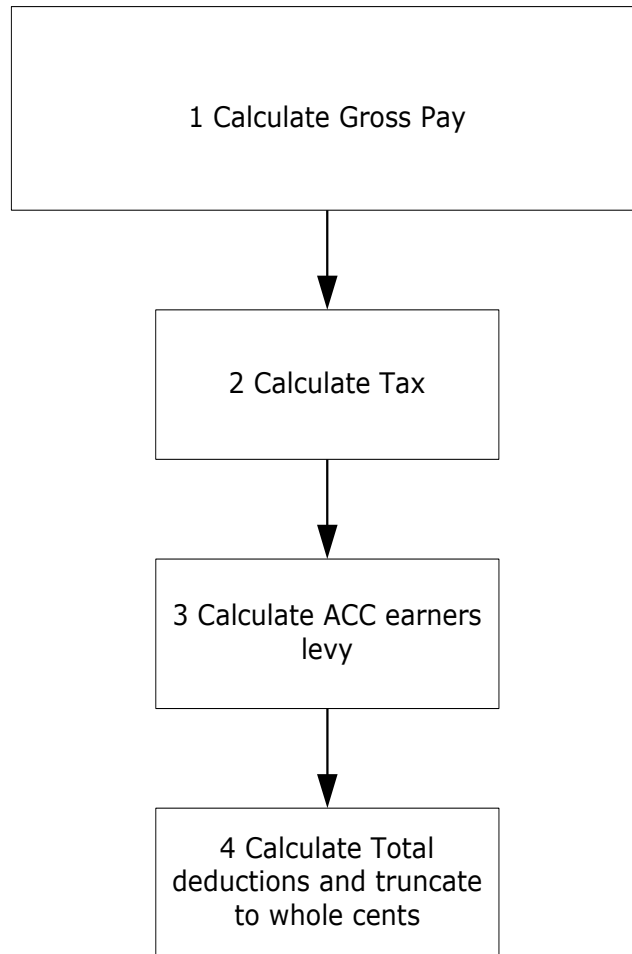 1 Calculate Gross Pay
2 Calculate Tax
3 Calculate ACC earners
levy
4 Calculate Total
deductions and truncate
to whole cents